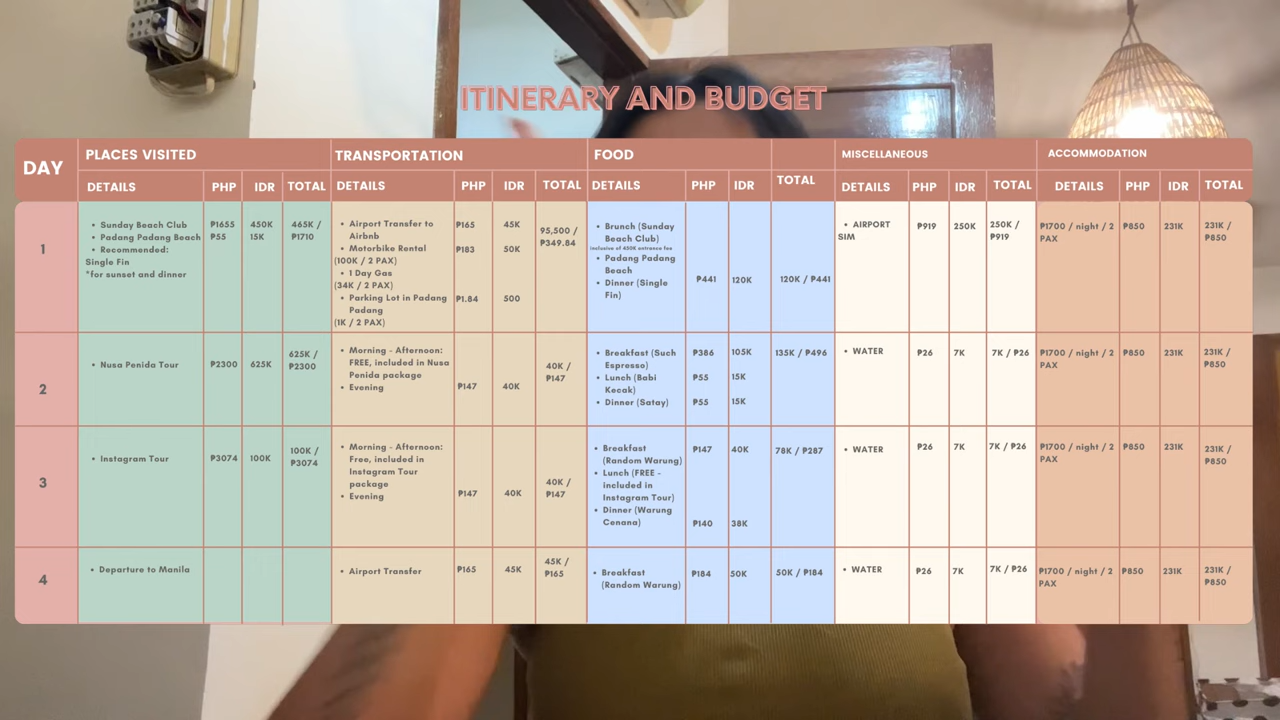 ITINERARY AND BUDGET
DAY
PLACES VISITED
TRANSPORTATION
FOOD
MISCELLANEOUS
ACCOMMODATION
DETAILS
PHP
IDR
TOTAL
DETAILS
PHP
IDR
TOTAL
DETAILS
PHP
IDR
TOTAL
DETAILS
PHP
IDR
TOTAL
DETAILS
PHP
IDR
TOTAL
1
• Sunday Beach Club
• Padang Padang Beach
• Recommended:
Single Fin
*for sunset and dinner
₱1655
₱55
450K
15K
465K /
₱1710
• Airport Transfer to
Airbnb
• Motorbike Rental
(100K / 2 PAX)
• 1 Day Gas
(34K / 2 PAX)
• Parking Lot in Padang
Padang
(1K / 2 PAX)
₱165
₱183
₱1.84
45K
50K
500
95,500 /
₱349.84
• Brunch (Sunday
Beach Club)
inclusive of 450K entrance fee
• Padang Padang
Beach
• Dinner (Single
Fin)
₱441
120K
120K / ₱441
• AIRPORT
SIM
₱919
250K
250K /
₱919
₱1700 / night / 2
PAX
₱850
231K
231K /
₱850
2
• Nusa Penida Tour
₱2300
625K
625K /
₱2300
• Morning - Afternoon:
FREE, included in Nusa
Penida package
• Evening
₱147
40K
40K /
₱147
• Breakfast (Such
Espresso)
• Lunch (Babi
Kecak)
• Dinner (Satay)
₱386
₱55
₱55
105K
15K
15K
135K / ₱496
• WATER
₱26
7K
7K / ₱26
₱1700 / night / 2
PAX
₱850
231K
231K /
₱850
3
• Instagram Tour
₱3074
100K
100K /
₱3074
• Morning - Afternoon:
Free, included in
Instagram Tour
package
• Evening
₱147
40K
40K /
₱147
• Breakfast
(Random Warung)
• Lunch (FREE -
included in
Instagram Tour)
• Dinner (Warung
Cenana)
₱147
₱140
40K
38K
78K / ₱287
• WATER
₱26
7K
7K / ₱26
₱1700 / night / 2
PAX
₱850
231K
231K /
₱850
4
• Departure to Manila
• Airport Transfer
₱165
45K
45K /
₱165
• Breakfast
(Random Warung)
₱184
50K
50K / ₱184
• WATER
₱26
7K
7K / ₱26
₱1700 / night / 2
PAX
₱850
231K
231K /
₱850